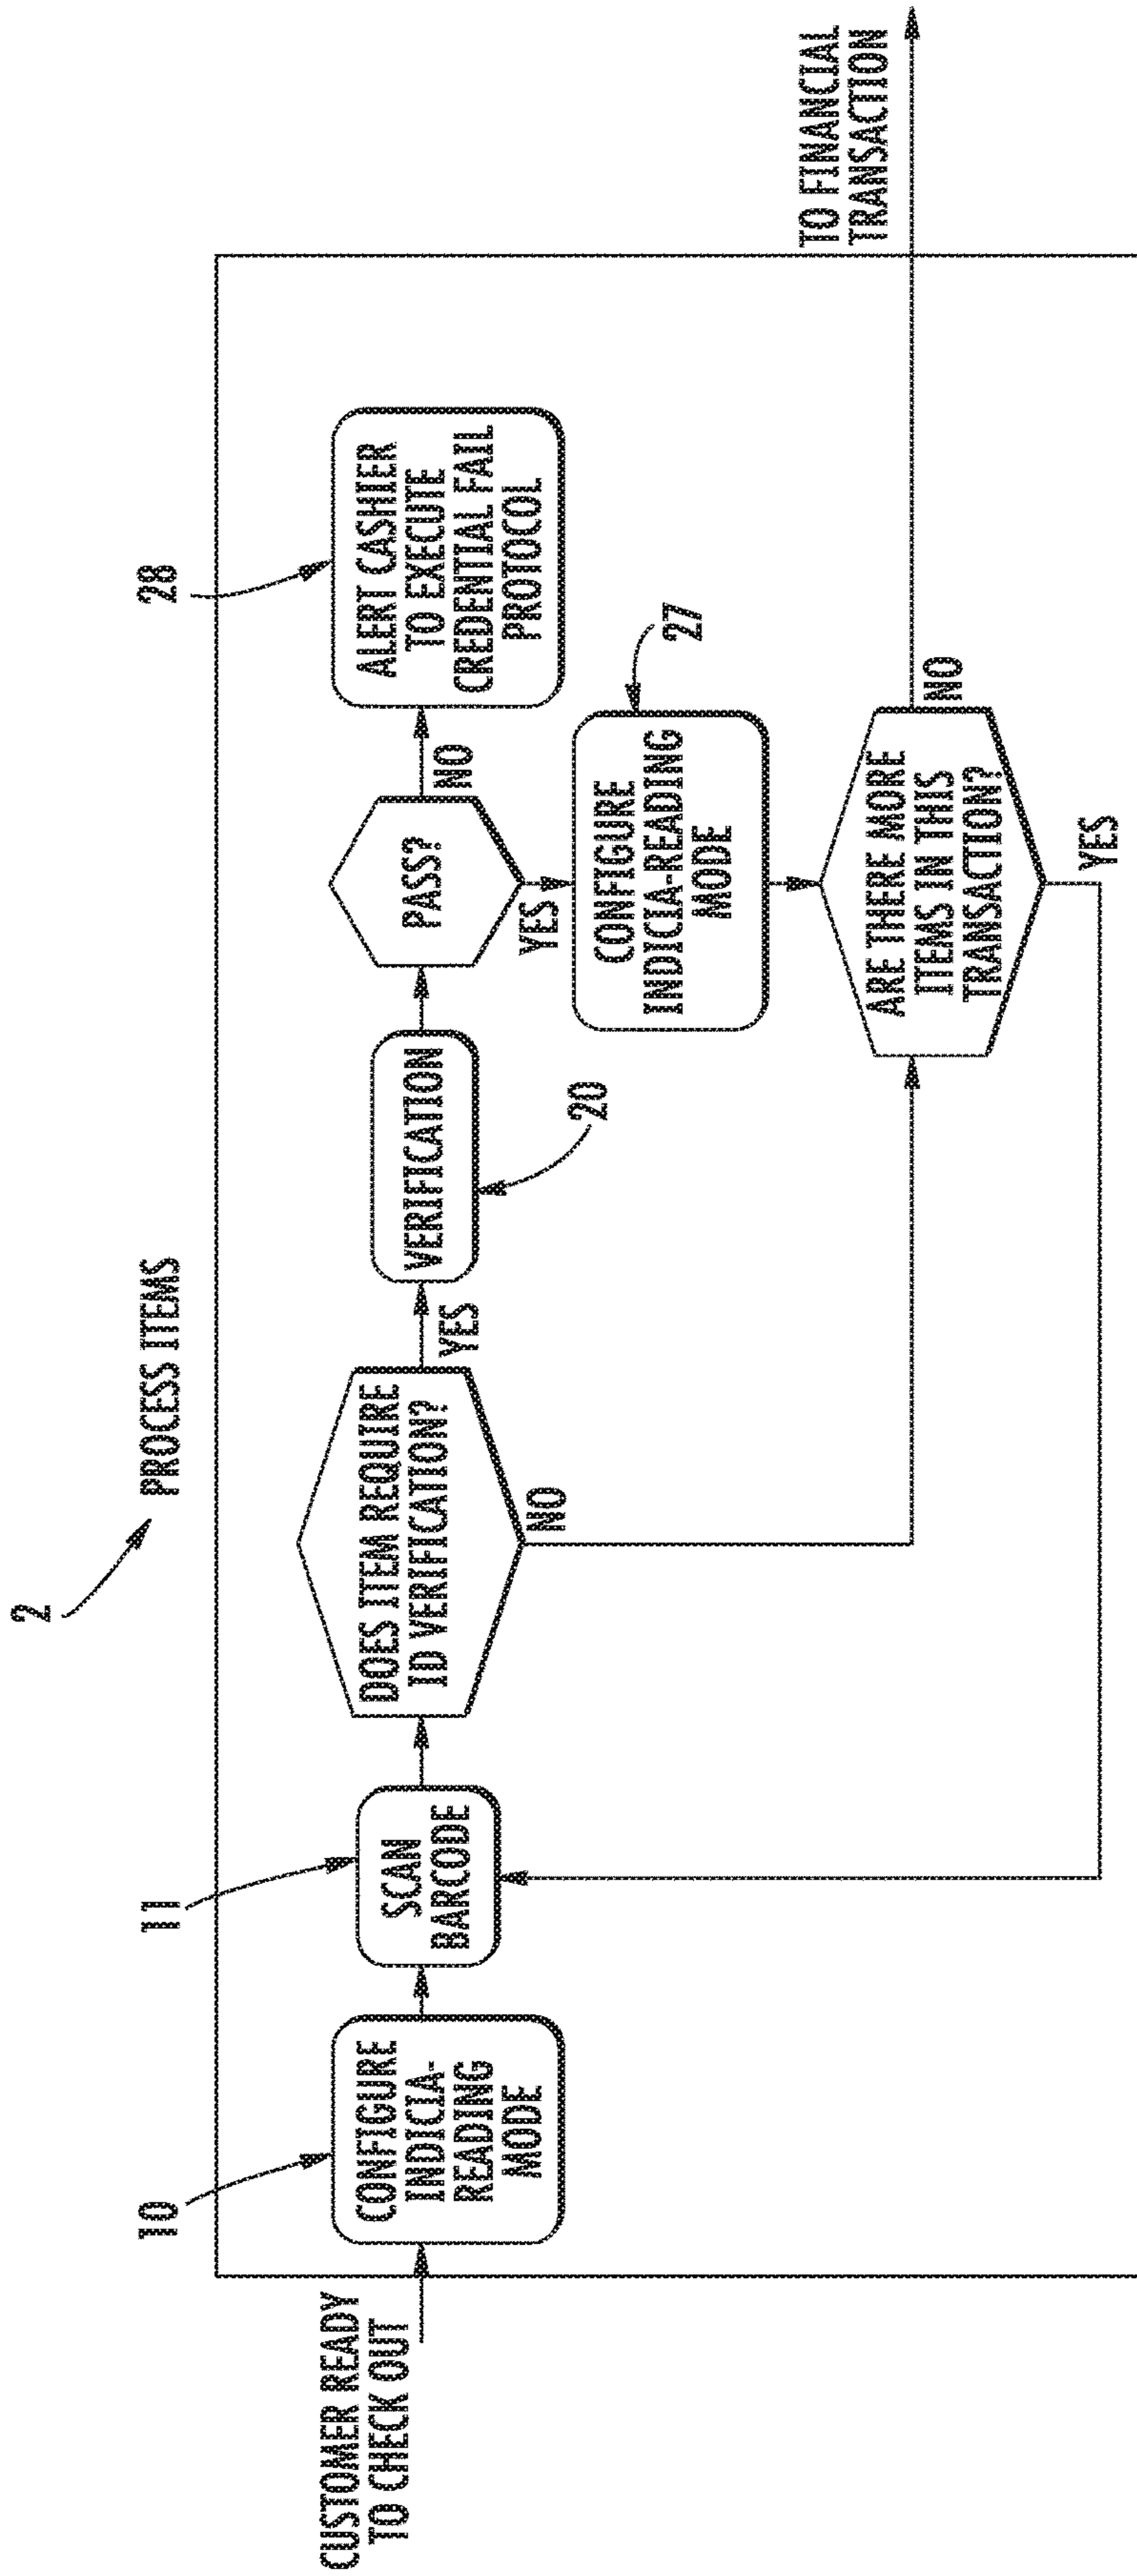 2
PROCESS ITEMS
CUSTOMER READY
TO CHECK OUT
10
CONFIGURE
INDICIA-
READING
MODE
11
SCAN
BARCODE
DOES ITEM REQUIRE
ID VERIFICATION?
YES
NO
VERIFICATION
20
PASS?
NO
YES
28
ALERT CASHIER
TO EXECUTE
CREDENTIAL FAIL
PROTOCOL
CONFIGURE
INDICIA-READING
MODE
27
ARE THERE MORE
ITEMS IN THIS
TRANSACTION?
NO
YES
TO FINANCIAL
TRANSACTION